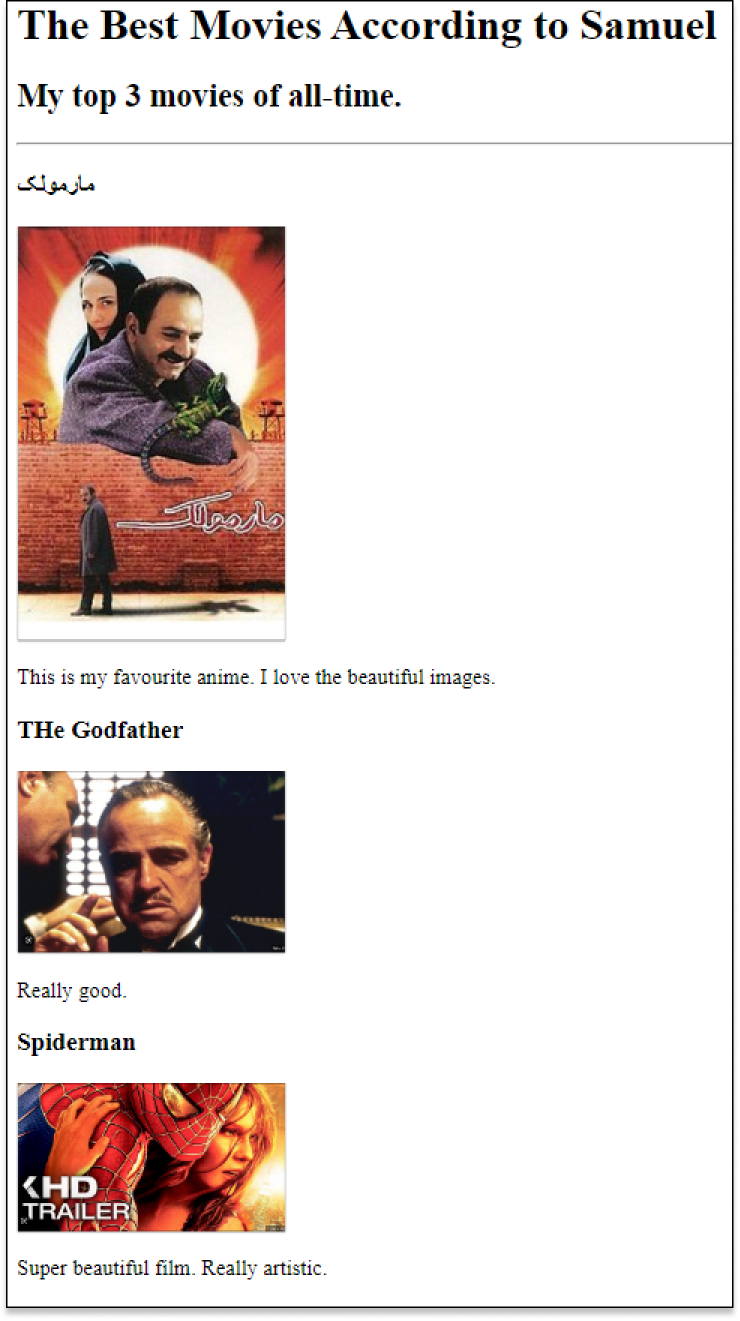 The Best Movies According to Samuel
My top 3 movies of all-time.
مارمولک
مارمولک
This is my favourite anime. I love the beautiful images.
THe Godfather
Really good.
Spiderman
HD
TRAILER
Super beautiful film. Really artistic.